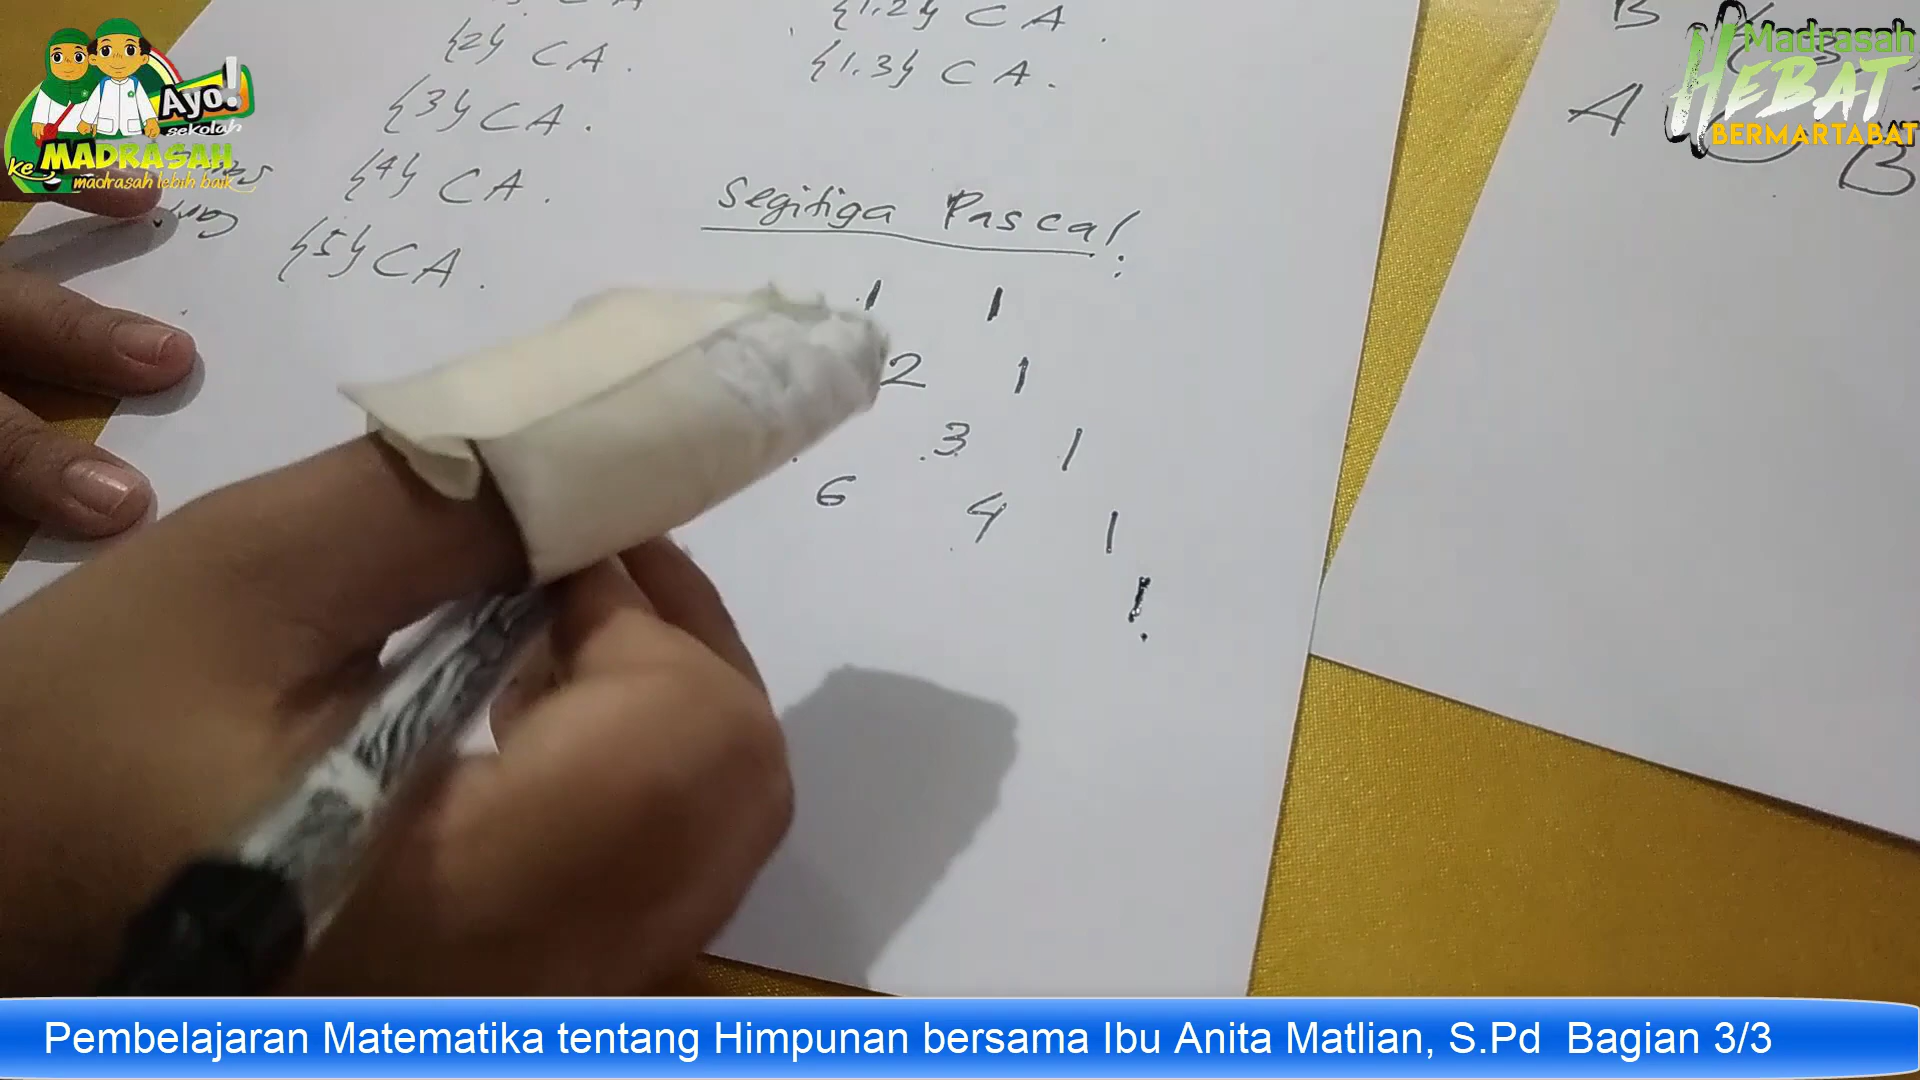 Ayo!
sekolah
ke MADRASAH
madrasah lebih baik
Madrasah
HEBAT
BERMARTABAT
{1.2} ⊂ A
{2} ⊂ A.
{1.3} ⊂ A.
{3} ⊂ A.
{4} ⊂ A.
{5} ⊂ A.
Segitiga Pascal:
1 1
2 1
3 1
6 4 1
1
A
B
Pembelajaran Matematika tentang Himpunan bersama Ibu Anita Matlian, S.Pd Bagian 3/3